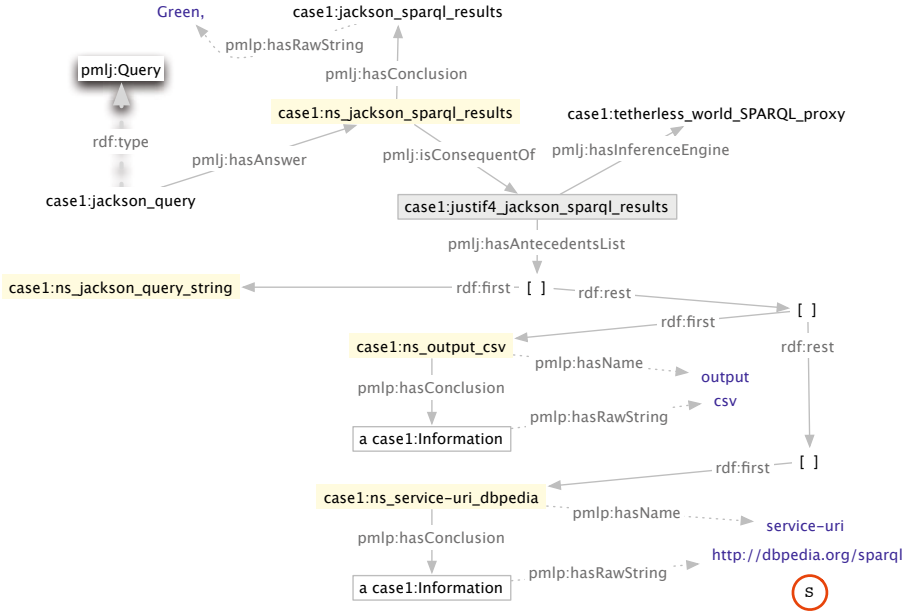 Green,
case1:jackson_sparql_results
pmlp:hasRawString
pmlj:Query
pmlj:hasConclusion
case1:ns_jackson_sparql_results
case1:tetherless_world_SPARQL_proxy
rdf:type
pmlj:hasAnswer
pmlj:isConsequentOf
pmlj:hasInferenceEngine
case1:jackson_query
case1:justif4_jackson_sparql_results
pmlj:hasAntecedentsList
case1:ns_jackson_query_string
rdf:first
[ ]
rdf:rest
[ ]
rdf:first
case1:ns_output_csv
rdf:rest
pmlp:hasName
output
pmlp:hasConclusion
csv
pmlp:hasRawString
a case1:Information
[ ]
rdf:first
case1:ns_service-uri_dbpedia
pmlp:hasName
service-uri
pmlp:hasConclusion
http://dbpedia.org/sparql
pmlp:hasRawString
a case1:Information
S